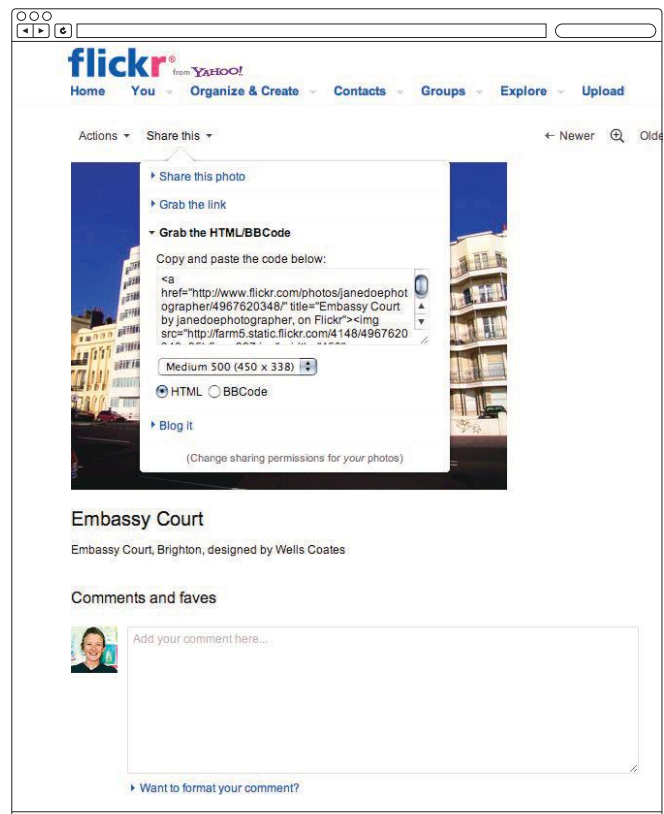 flickr® from YAHOO!
Home You Organize & Create Contacts Groups Explore Upload
Actions Share this ← Newer Olde
Share this photo
Grab the link
Grab the HTML/BBCode
Copy and paste the code below:
<a
href="http://www.flickr.com/photos/janedoephot
ographer/4967620348/" title="Embassy Court
by janedoephotographer, on Flickr"><img
src="http://farm5.static.flickr.com/4148/4967620
Medium 500 (450 x 338)
HTML BBCode
Blog it
(Change sharing permissions for your photos)
Embassy Court
Embassy Court, Brighton, designed by Wells Coates
Comments and faves
Add your comment here...
Want to format your comment?